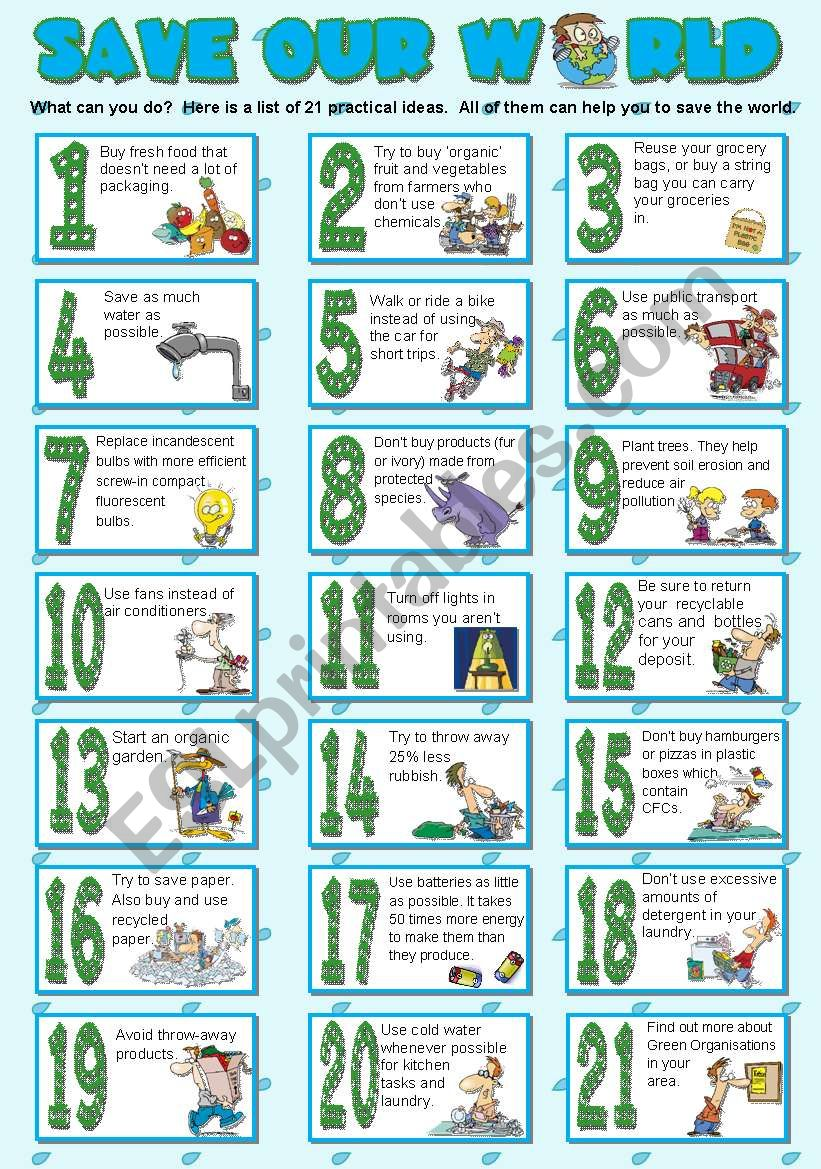 SAVE OUR WORLD
What can you do? Here is a list of 21 practical ideas. All of them can help you to save the world.
1
Buy fresh food that
doesn't need a lot of
packaging.
2
Try to buy 'organic'
fruit and vegetables
from farmers who
don't use
chemicals
3
Reuse your grocery
bags, or buy a string
bag you can carry
your groceries
in.
I'M NOT A
PLASTIC
BAG
4
Save as much
water as
possible.
5
Walk or ride a bike
instead of using
the car for
short trips.
6
Use public transport
as much as
possible.
7
Replace incandescent
bulbs with more efficient
screw-in compact
fluorescent
bulbs.
8
Don't buy products (fur
or ivory) made from
protected
species.
9
Plant trees. They help
prevent soil erosion and
reduce air
pollution
10
Use fans instead of
air conditioners.
11
Turn off lights in
rooms you aren't
using.
12
Be sure to return
your recyclable
cans and bottles
for your
deposit.
13
Start an organic
garden.
14
Try to throw away
25% less
rubbish.
15
Don't buy hamburgers
or pizzas in plastic
boxes which
contain
CFCs.
16
Try to save paper.
Also buy and use
recycled
paper.
17
Use batteries as little
as possible. It takes
50 times more energy
to make them than
they produce.
18
Don't use excessive
amounts of
detergent in your
laundry.
19
Avoid throw-away
products.
20
Use cold water
whenever possible
for kitchen
tasks and
laundry.
21
Find out more about
Green Organisations
in your
area.
ESLprintables.com